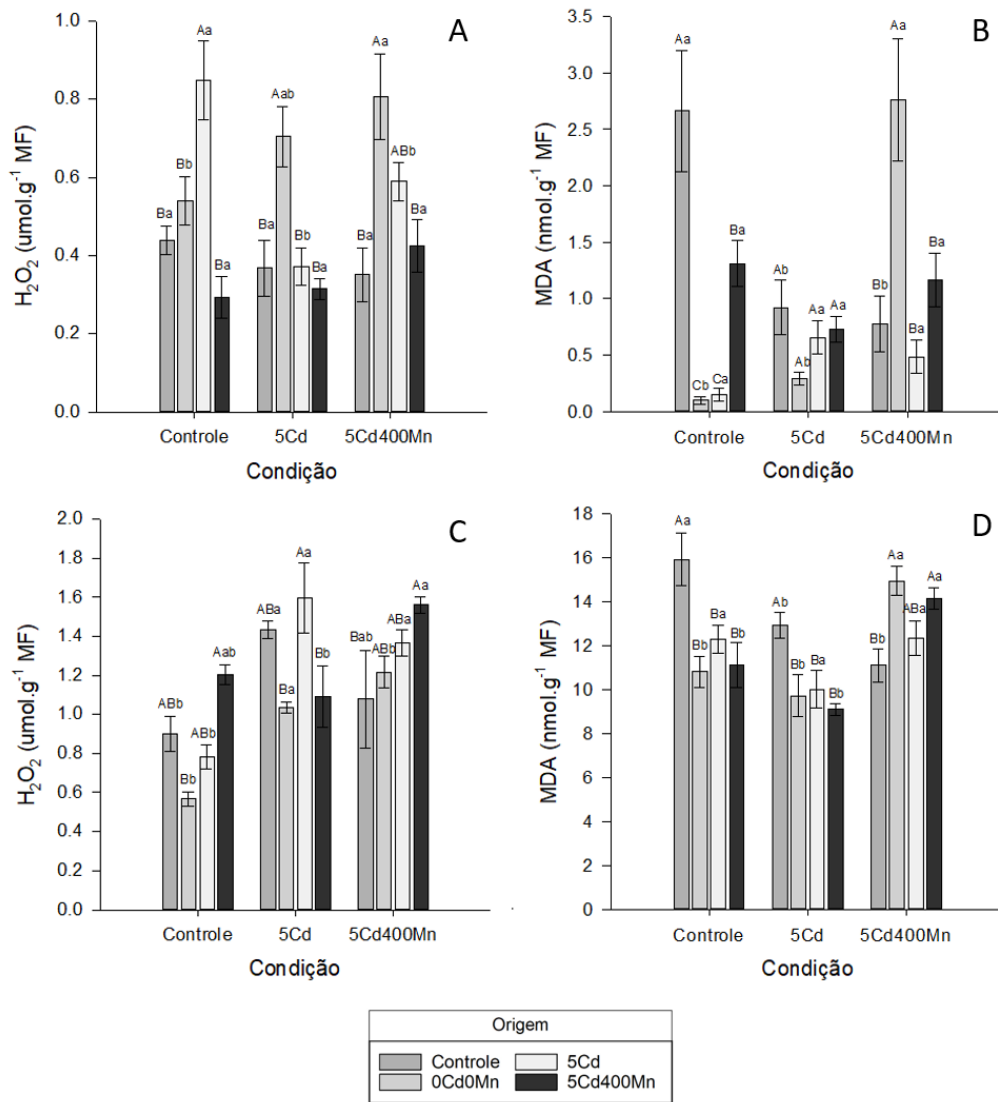 A
H₂O₂ (umol.g⁻¹ MF)
1.0
0.8
0.6
0.4
0.2
0.0
Ba Bb Aa Ba
Ba Aab Bb Ba
Ba Aa ABb Ba
Controle 5Cd 5Cd400Mn
Condição
B
MDA (nmol.g⁻¹ MF)
3.5
3.0
2.5
2.0
1.5
1.0
0.5
0.0
Aa Cb Ca Ba
Ab Ab Aa Aa
Bb Aa Ba Ba
Controle 5Cd 5Cd400Mn
Condição
C
H₂O₂ (umol.g⁻¹ MF)
2.0
1.8
1.6
1.4
1.2
1.0
0.8
0.6
0.4
0.2
0.0
ABb Bb ABb Aab
ABa Ba Aa Bb
Bab ABb ABa Aa
Controle 5Cd 5Cd400Mn
Condição
D
MDA (nmol.g⁻¹ MF)
18
16
14
12
10
8
6
4
2
0
Aa Bb Ba Bb
Ab Bb Ba Bb
Bb Aa ABa Aa
Controle 5Cd 5Cd400Mn
Condição
Origem
Controle 5Cd
0Cd0Mn 5Cd400Mn